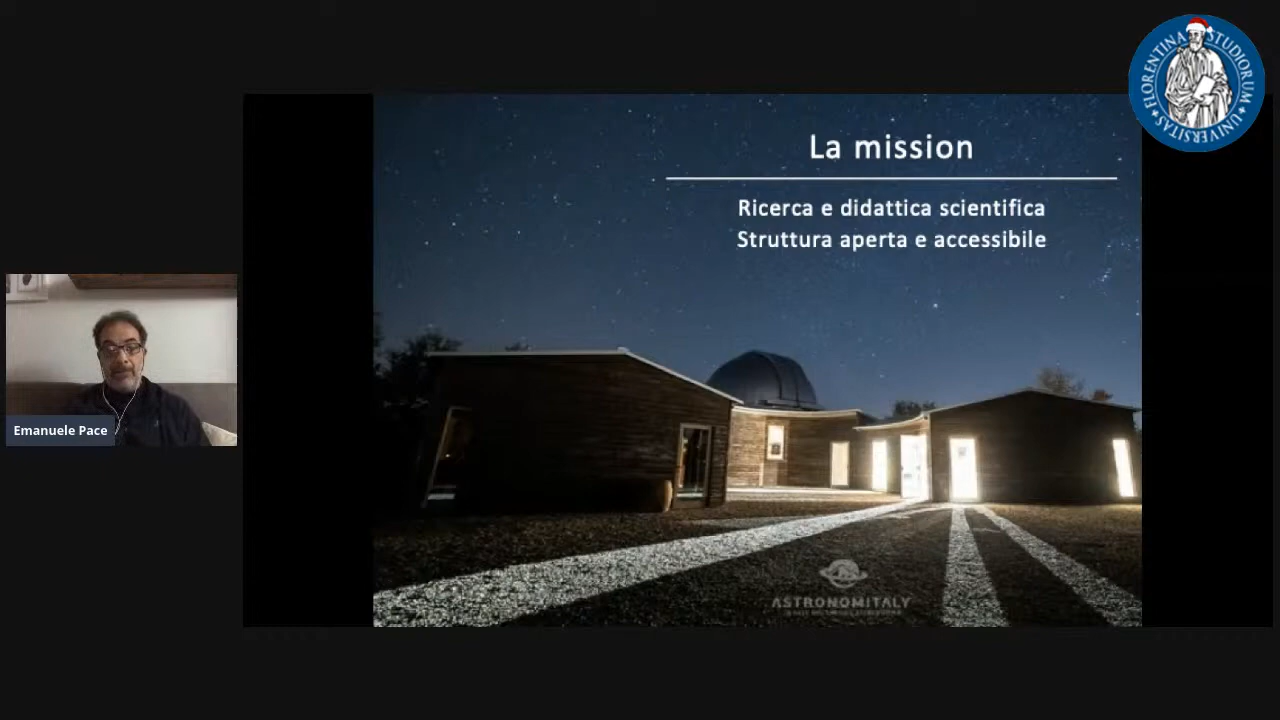 FLORENTINA STUDIORUM UNIVERSITAS
La mission
Ricerca e didattica scientifica
Struttura aperta e accessibile
Emanuele Pace
ASTRONOMITALY